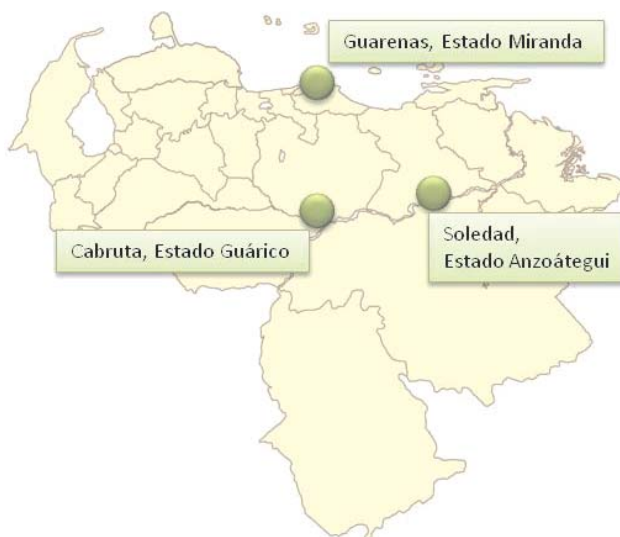 Guarenas, Estado Miranda
Cabruta, Estado Guárico
Soledad,
Estado Anzoátegui